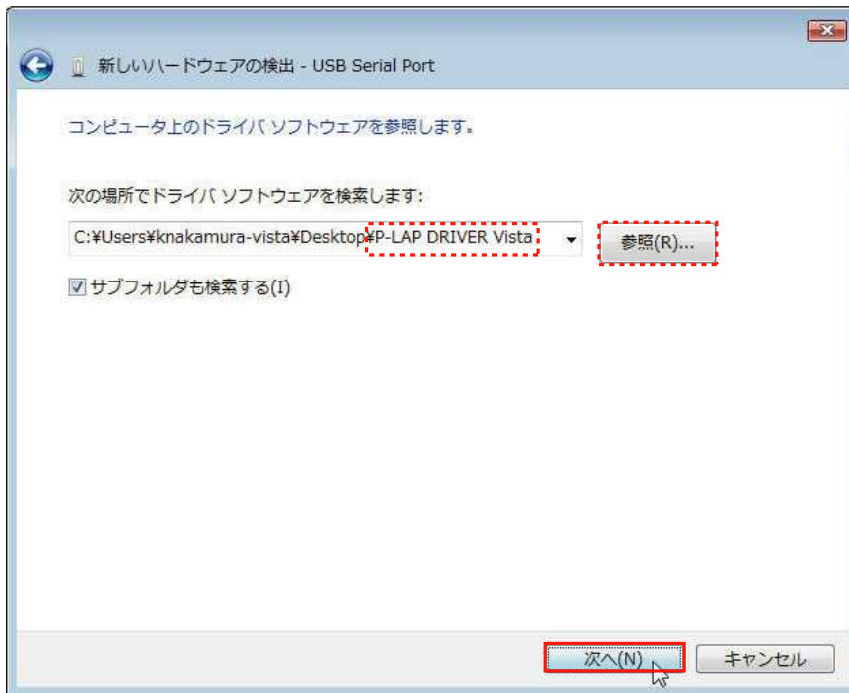 新しいハードウェアの検出 - USB Serial Port
コンピュータ上のドライバ ソフトウェアを参照します。
次の場所でドライバ ソフトウェアを検索します:
C:¥Users¥knakamura-vista¥Desktop¥P-LAP DRIVER Vista
参照(R)...
サブフォルダも検索する(I)
次へ(N)
キャンセル